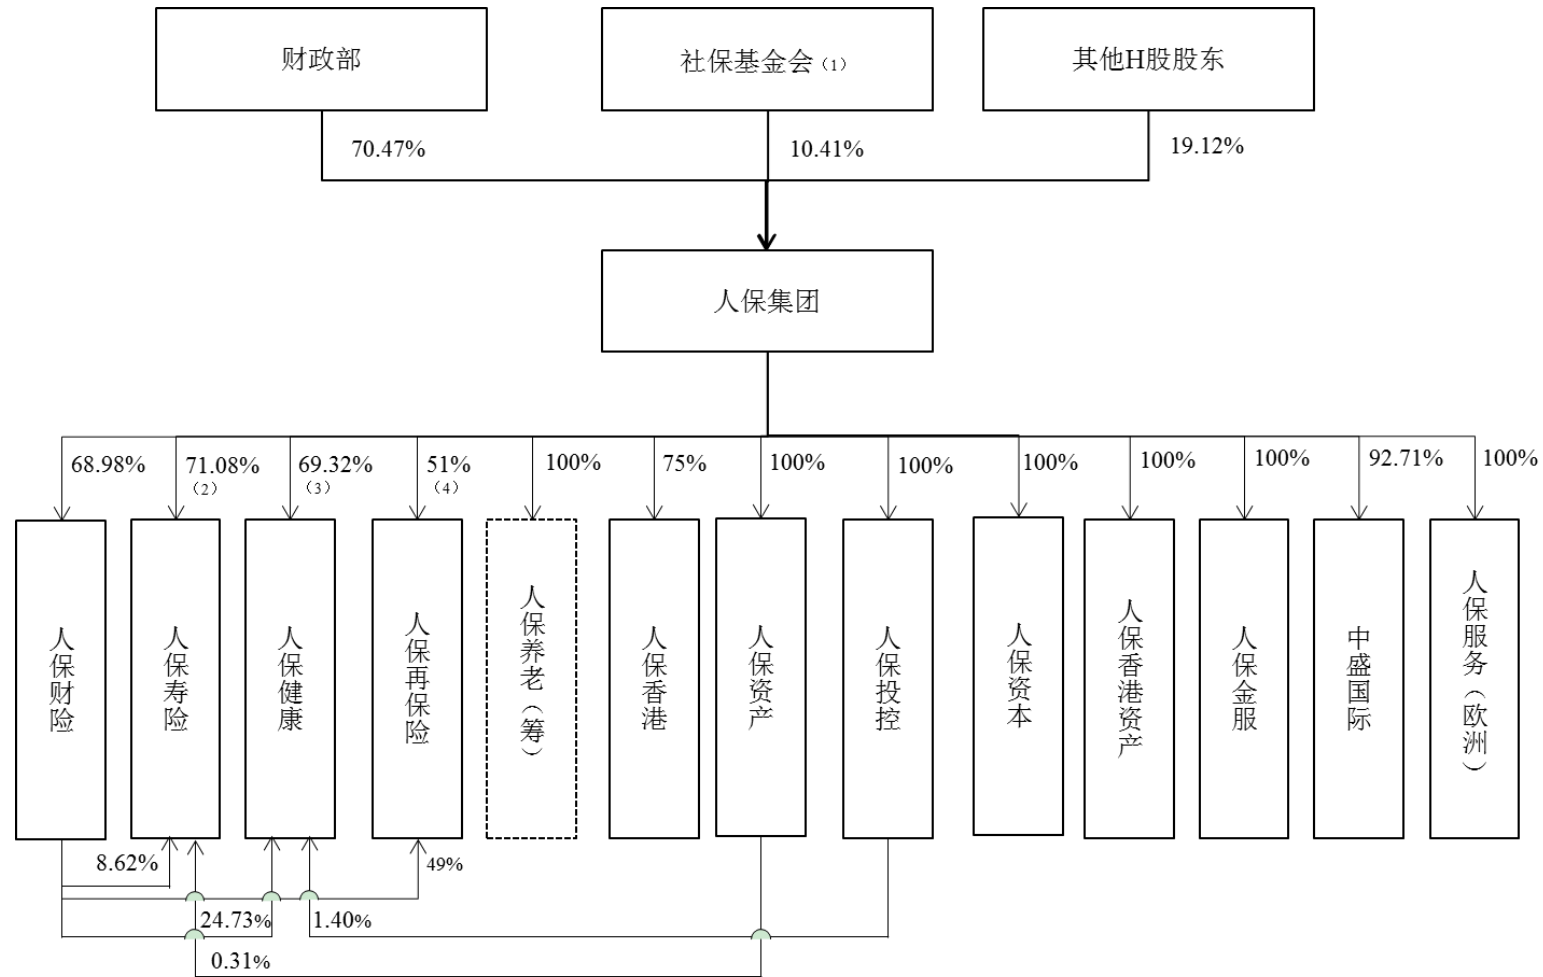 财政部
社保基金会（1）
其他H股股东
70.47%
10.41%
19.12%
人保集团
68.98%
71.08%
（2）
69.32%
（3）
51%
（4）
100%
75%
100%
100%
100%
100%
100%
92.71%
100%
人保财险
人保寿险
人保健康
人保再保险
人保养老（筹）
人保香港
人保资产
人保投控
人保资本
人保香港资产
人保金服
中盛国际
人保服务（欧洲）
8.62%
49%
24.73%
1.40%
0.31%